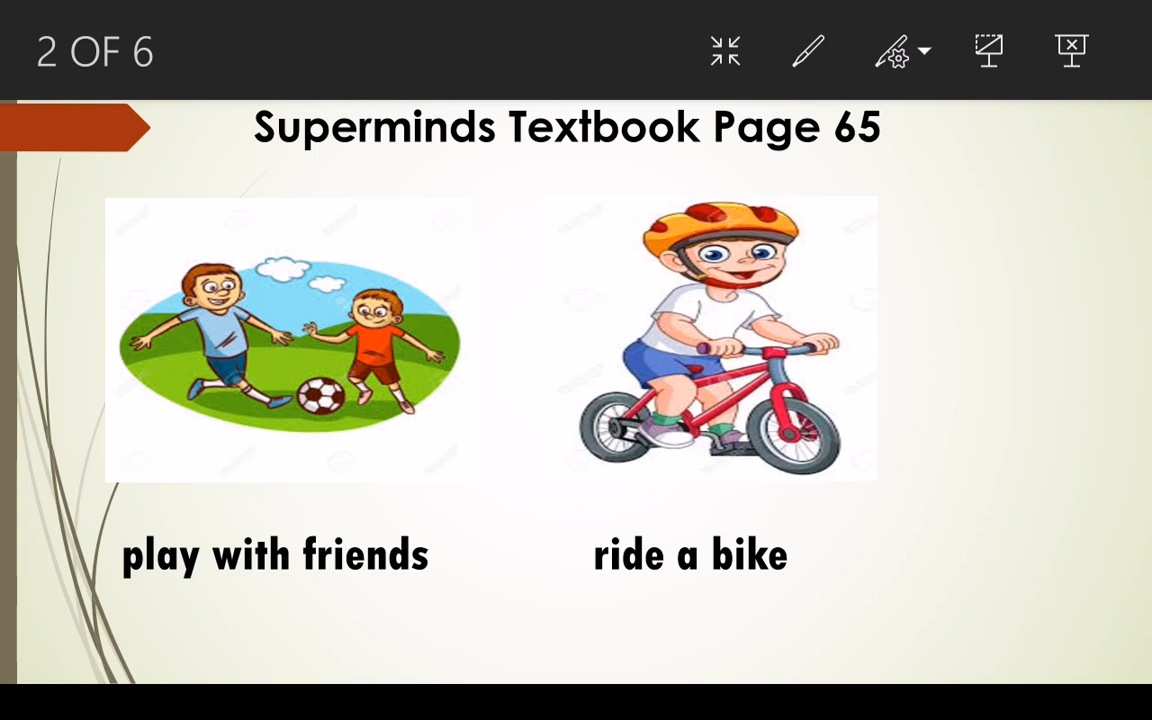 2 OF 6
Superminds Textbook Page 65
play with friends
ride a bike